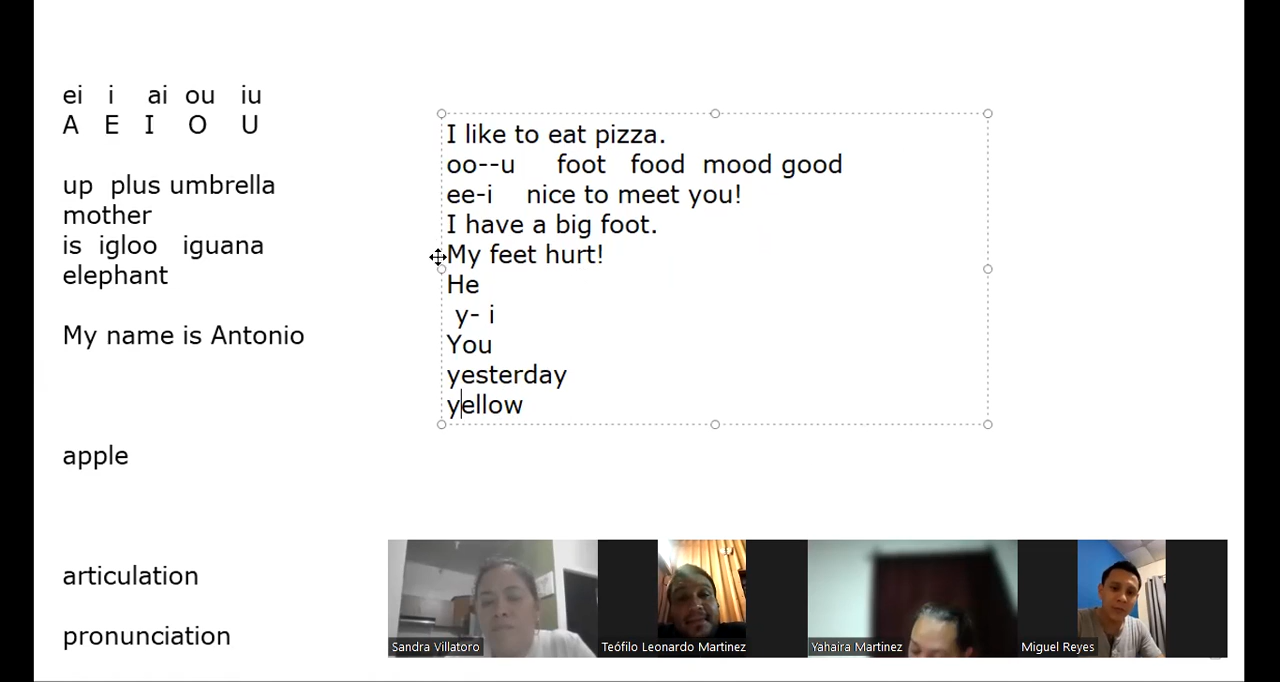 ei i ai ou iu
A E I O U
up plus umbrella
mother
is igloo iguana
elephant
My name is Antonio
apple
articulation
pronunciation
I like to eat pizza.
oo--u foot food mood good
ee-i nice to meet you!
I have a big foot.
My feet hurt!
He
y- i
You
yesterday
yellow
Sandra Villatoro
Teófilo Leonardo Martinez
Yahaira Martinez
Miguel Reyes